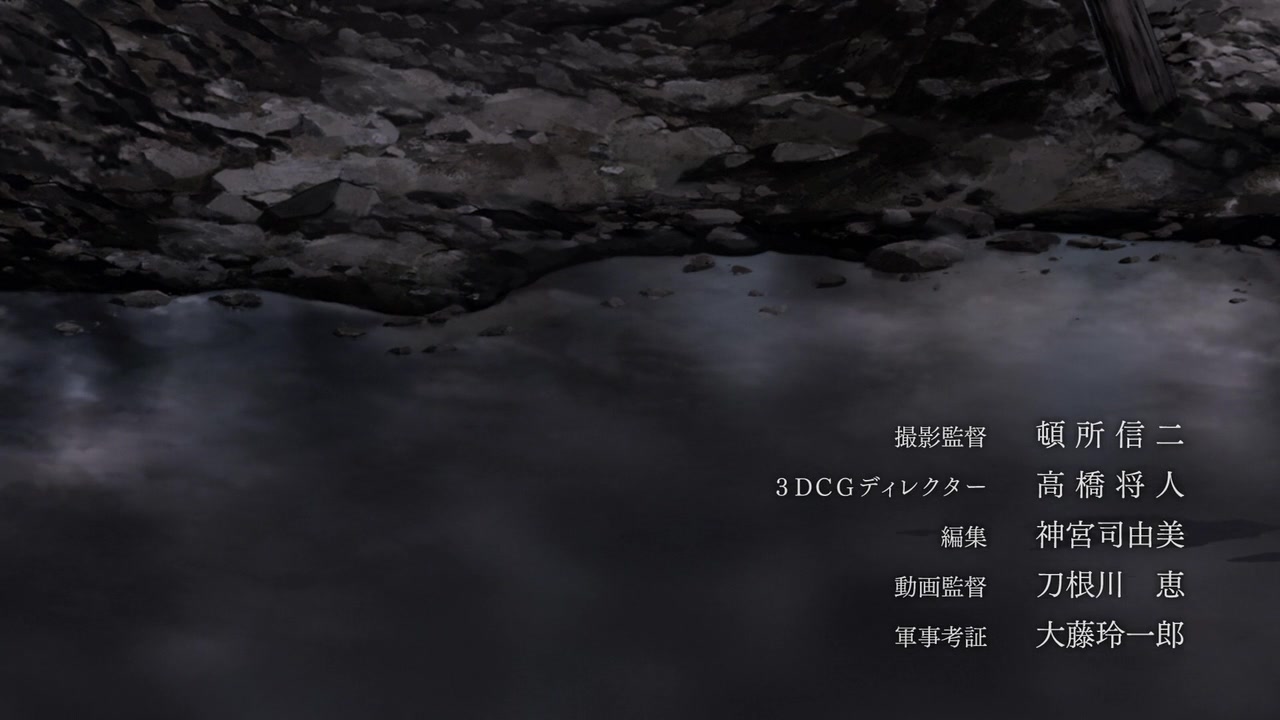 撮影監督　頓所信二
３ＤＣＧディレクター　高橋将人
編集　神宮司由美
動画監督　刀根川　恵
軍事考証　大藤玲一郎